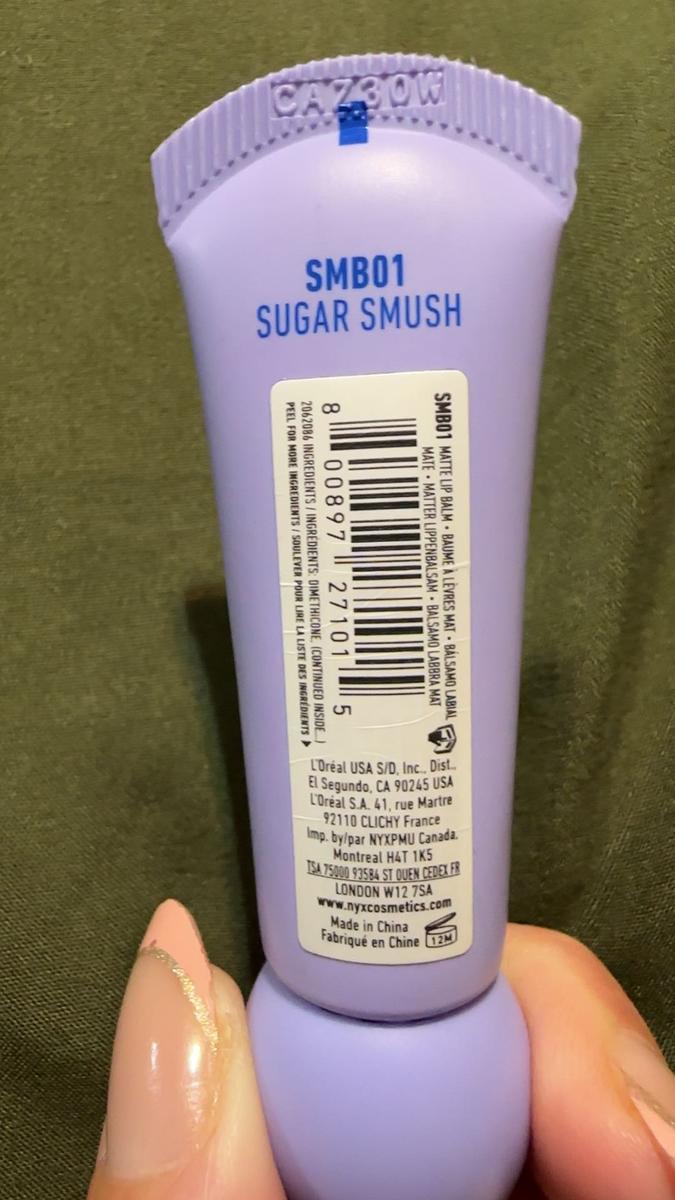 CAZ30W
SMB01
SUGAR SMUSH
SMB01 MATTE LIP BALM • BAUME À LÈVRES MAT • BÁLSAMO LABIAL
MATE • MATTER LIPPENBALSAM • BALSAMO LABBRA MAT
8 00897 27101 5
2062086 INGREDIENTS / INGRÉDIENTS: DIMETHICONE, (CONTINUED INSIDE...)
PEEL FOR MORE INGREDIENTS / SOULEVER POUR LIRE LA LISTE DES INGRÉDIENTS
L'Oréal USA S/D, Inc., Dist.,
El Segundo, CA 90245 USA
L'Oréal S.A. 41, rue Martre
92110 CLICHY France
Imp. by/par NYXPMU Canada,
Montreal H4T 1K5
TSA 75000 93584 ST OUEN CEDEX FR
LONDON W12 7SA
www.nyxcosmetics.com
Made in China
Fabriqué en Chine
12M